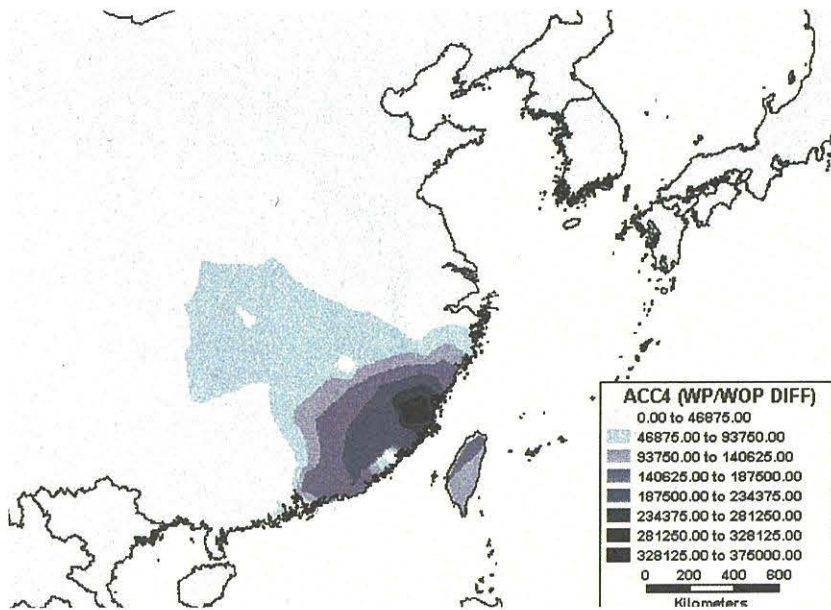 ACC4 (WP/WOP DIFF)
0.00 to 46875.00
46875.00 to 93750.00
93750.00 to 140625.00
140625.00 to 187500.00
187500.00 to 234375.00
234375.00 to 281250.00
281250.00 to 328125.00
328125.00 to 375000.00
0 200 400 600
Kilometers